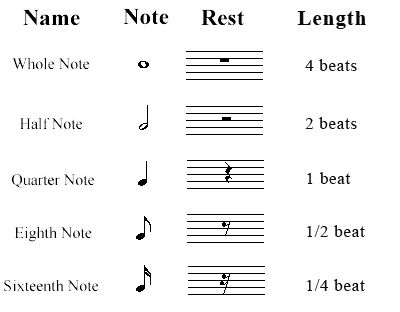 Name Note Rest Length
Whole Note 4 beats
Half Note 2 beats
Quarter Note 1 beat
Eighth Note 1/2 beat
Sixteenth Note 1/4 beat